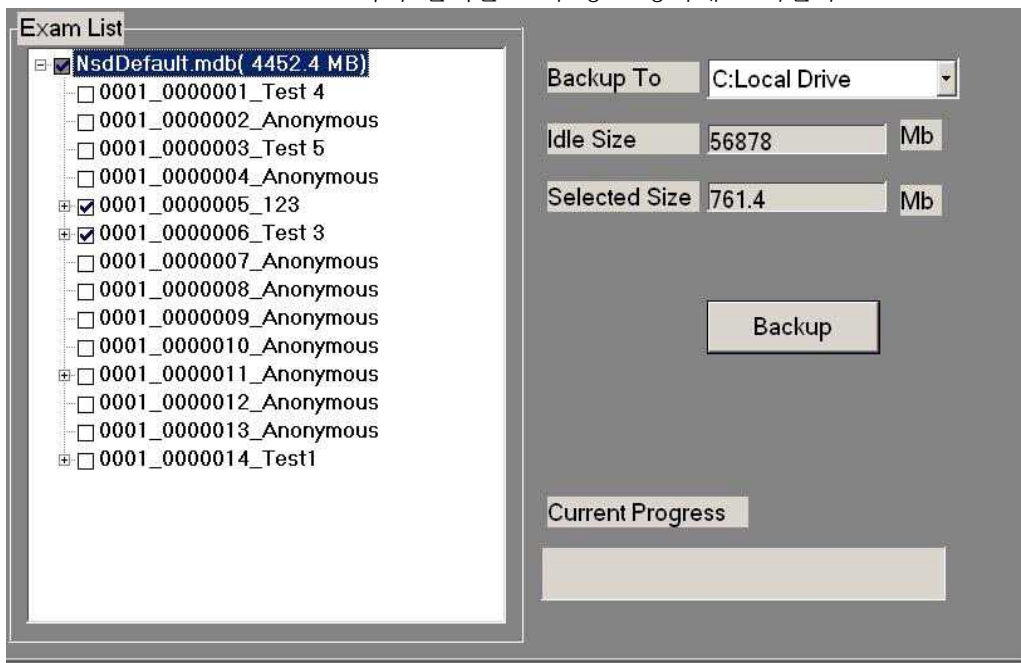 Exam List
NsdDefault.mdb( 4452.4 MB)
0001_0000001_Test 4
0001_0000002_Anonymous
0001_0000003_Test 5
0001_0000004_Anonymous
0001_0000005_123
0001_0000006_Test 3
0001_0000007_Anonymous
0001_0000008_Anonymous
0001_0000009_Anonymous
0001_0000010_Anonymous
0001_0000011_Anonymous
0001_0000012_Anonymous
0001_0000013_Anonymous
0001_0000014_Test1
Backup To C:Local Drive
Idle Size 56878 Mb
Selected Size 761.4 Mb
Backup
Current Progress